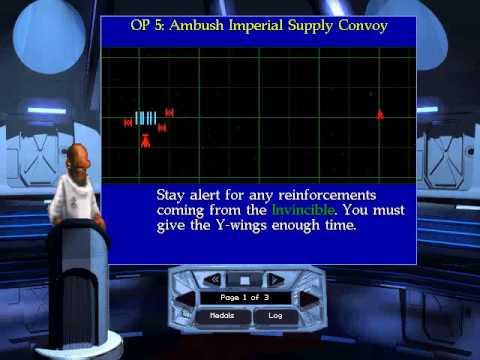 OP 5: Ambush Imperial Supply Convoy
Stay alert for any reinforcements
coming from the Invincible. You must
give the Y-wings enough time.
Page 1 of 3
Medals Log